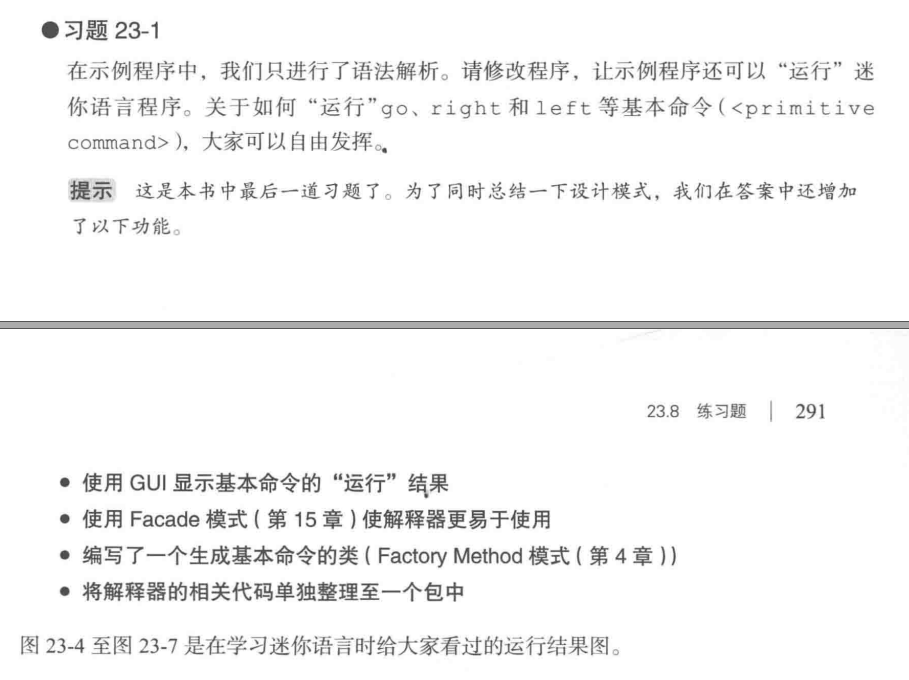 ●习题 23-1
在示例程序中，我们只进行了语法解析。请修改程序，让示例程序还可以“运行”迷
你语言程序。关于如何“运行”go、right 和 left 等基本命令(<primitive
command>)，大家可以自由发挥。
提示 这是本书中最后一道习题了。为了同时总结一下设计模式，我们在答案中还增加
了以下功能。
23.8 练习题 | 291
● 使用 GUI 显示基本命令的“运行”结果
● 使用 Facade 模式（第 15 章）使解释器更易于使用
● 编写了一个生成基本命令的类（Factory Method 模式（第 4 章））
● 将解释器的相关代码单独整理至一个包中
图 23-4 至图 23-7 是在学习迷你语言时给大家看过的运行结果图。